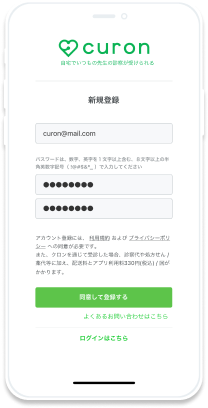 curon
自宅でいつもの先生の診察が受けられる
新規登録
curon@mail.com
パスワードは、数字、英字を1文字以上含む、8文字以上の半
角英数字記号（ !@#$&*_ ）で入力してください
●●●●●●●●
●●●●●●●●
アカウント登録には、利用規約 および プライバシーポリ
シー への同意が必要です。
また、クロンを通じて受診した場合、診察代や処方せん /
毒代等に加え、配送料とアプリ利用料330円(税込) / 回が
かかります。
同意して登録する
よくあるお問い合わせはこちら
ログインはこちら